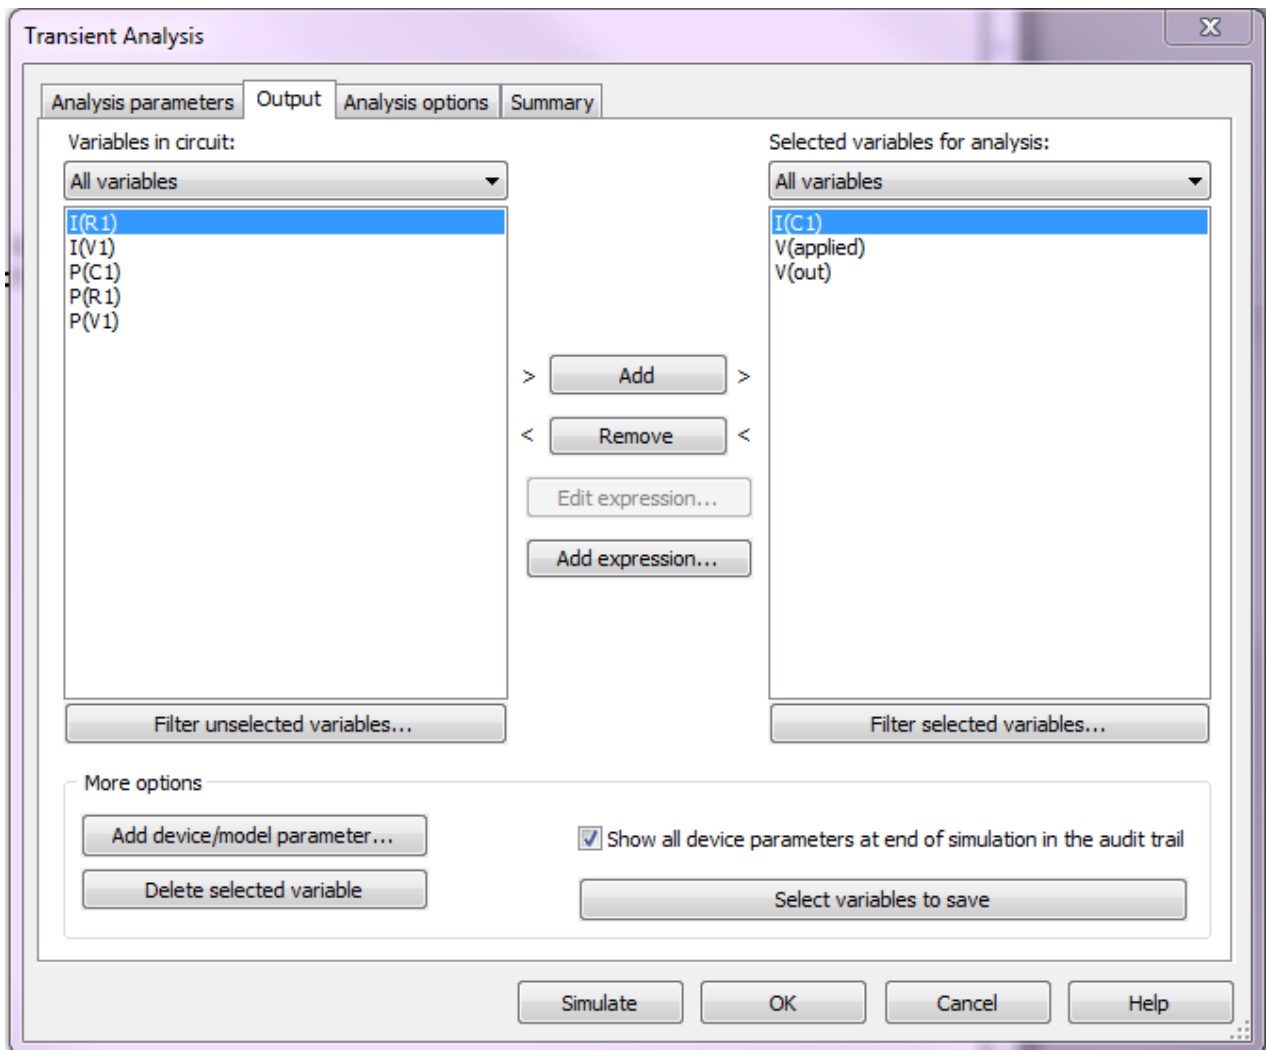 Transient Analysis
Analysis parameters
Output
Analysis options
Summary
Variables in circuit:
All variables
I(R1)
I(V1)
P(C1)
P(R1)
P(V1)
Filter unselected variables...
> Add >
< Remove <
Edit expression...
Add expression...
Selected variables for analysis:
All variables
I(C1)
V(applied)
V(out)
Filter selected variables...
More options
Add device/model parameter...
Delete selected variable
Show all device parameters at end of simulation in the audit trail
Select variables to save
Simulate
OK
Cancel
Help